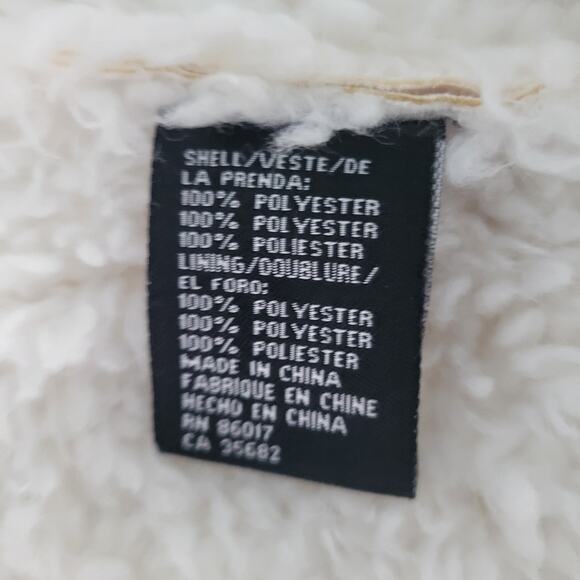 SHELL/VESTE/DE
LA PRENDA:
100% POLYESTER
100% POLYESTER
100% POLIESTER
LINING/DOUBLURE/
EL FORO:
100% POLYESTER
100% POLYESTER
100% POLIESTER
MADE IN CHINA
FABRIQUE EN CHINE
HECHO EN CHINA
RN 86017
CA 35682